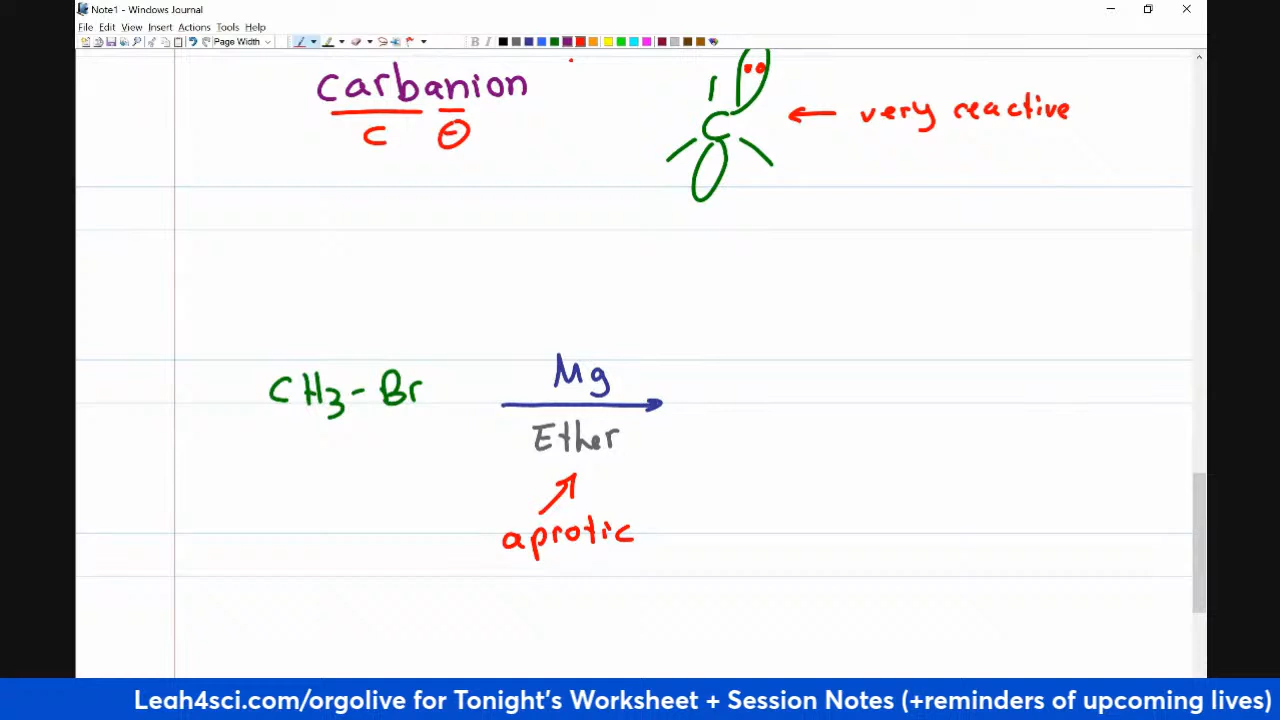 Note1 - Windows Journal
File Edit View Insert Actions Tools Help
Page Width
B I
carbanion
C ⊖
C
← very reactive
CH3-Br
Mg
Ether
aprotic
Leah4sci.com/orgolive for Tonight's Worksheet + Session Notes (+reminders of upcoming lives)